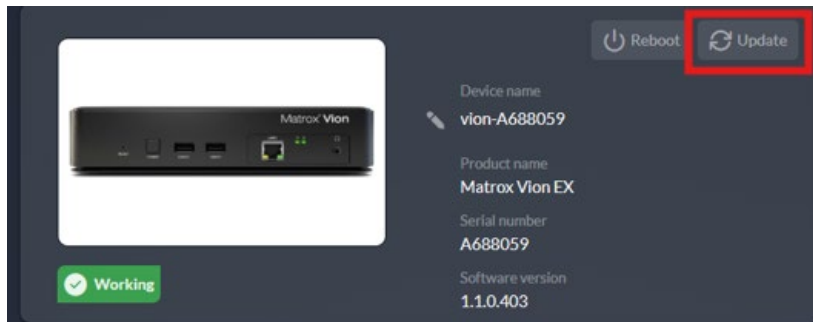 Reboot
Update
Matrox Vion
Device name
vion-A688059
Product name
Matrox Vion EX
Serial number
A688059
Software version
1.1.0.403
Working